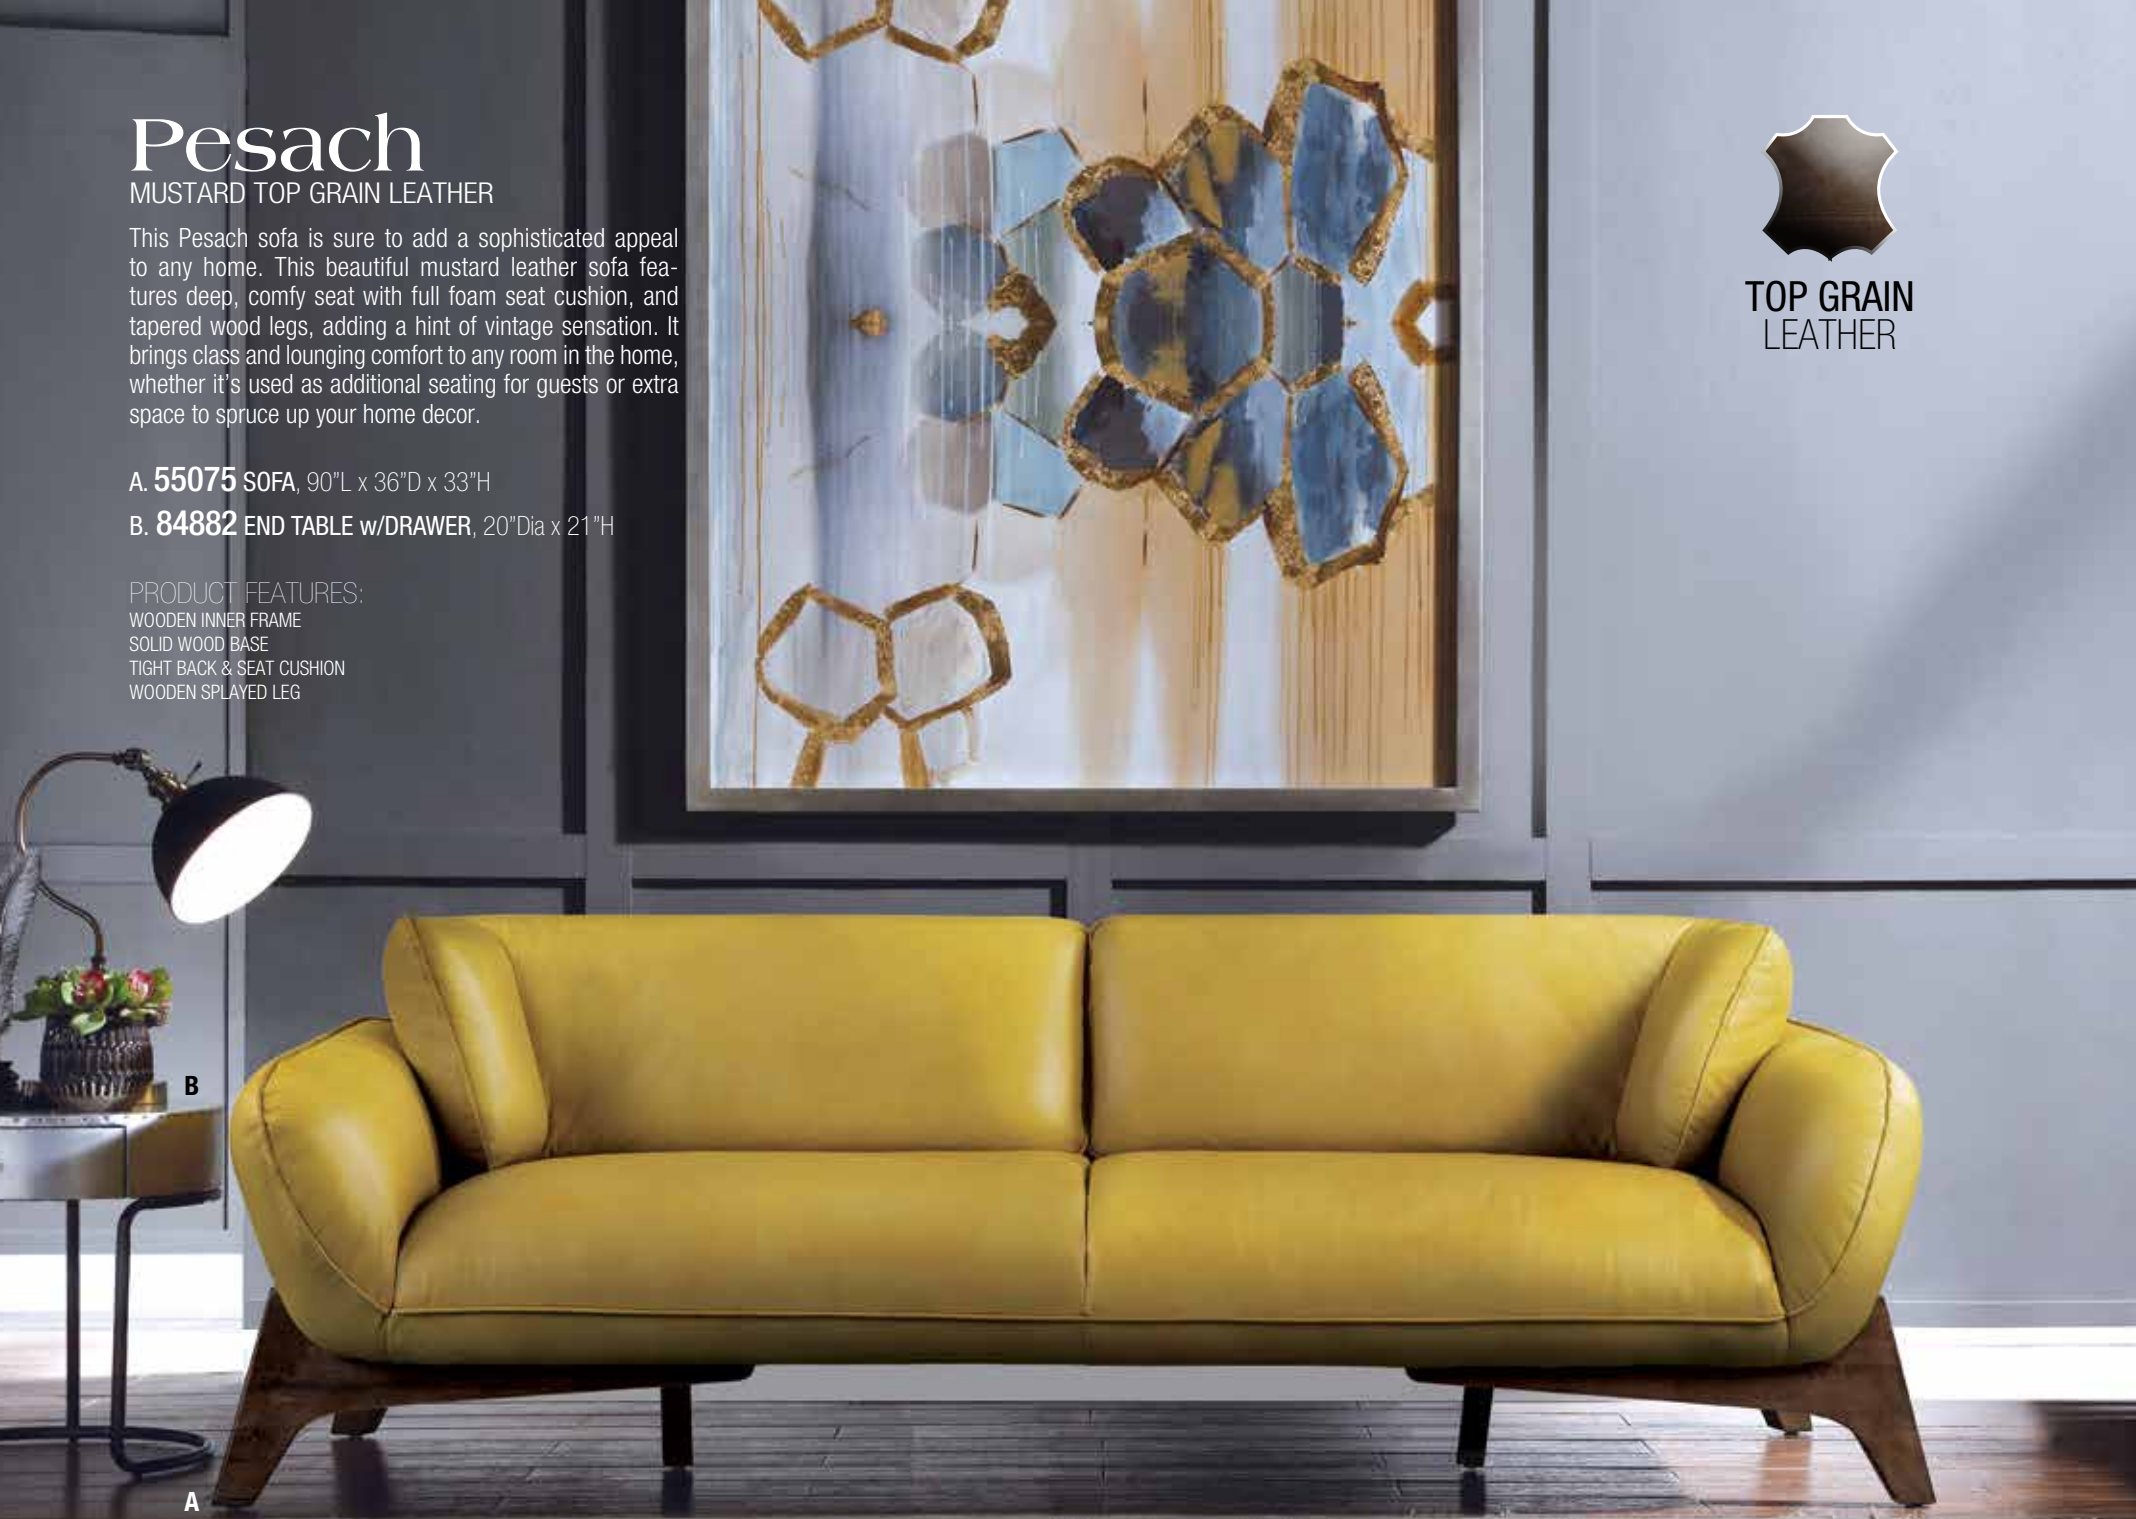 Pesach
MUSTARD TOP GRAIN LEATHER
This Pesach sofa is sure to add a sophisticated appeal
to any home. This beautiful mustard leather sofa fea-
tures deep, comfy seat with full foam seat cushion, and
tapered wood legs, adding a hint of vintage sensation. It
brings class and lounging comfort to any room in the home,
whether it's used as additional seating for guests or extra
space to spruce up your home decor.
A. 55075 SOFA, 90"L x 36"D x 33"H
B. 84882 END TABLE w/DRAWER, 20"Dia x 21"H
PRODUCT FEATURES:
WOODEN INNER FRAME
SOLID WOOD BASE
TIGHT BACK & SEAT CUSHION
WOODEN SPLAYED LEG
TOP GRAIN
LEATHER
B
A